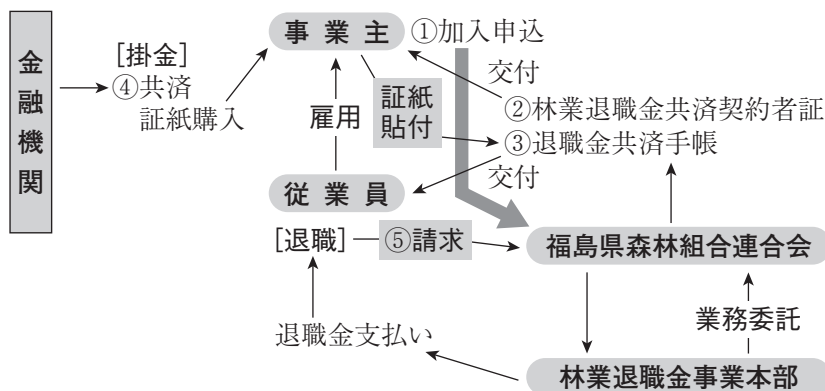 金融機関
[掛金]
④共済
証紙購入
事業主
①加入申込
交付
②林業退職金共済契約者証
証紙
貼付
雇用
③退職金共済手帳
交付
従業員
[退職]
⑤請求
福島県森林組合連合会
業務委託
退職金支払い
林業退職金事業本部